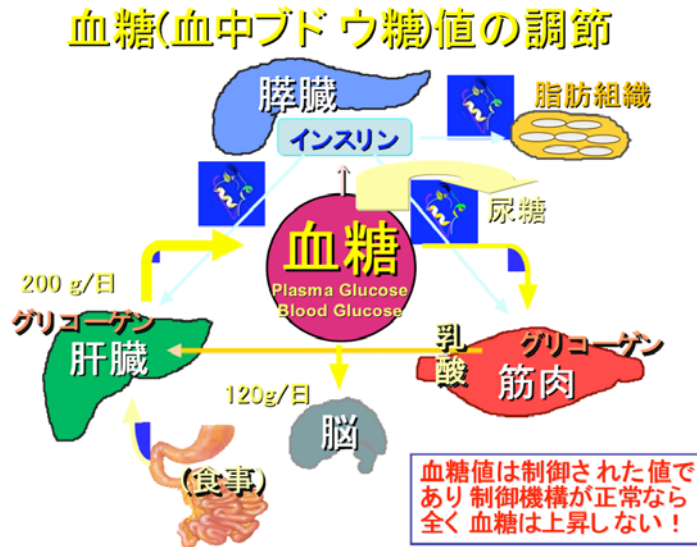 血糖(血中ブドウ糖)値の調節
膵臓
インスリン
脂肪組織
尿糖
血糖
Plasma Glucose
Blood Glucose
200 g/日
グリコーゲン
肝臓
乳酸
グリコーゲン
筋肉
120g/日
脳
(食事)
血糖値は制御された値で
あり制御機構が正常なら
全く血糖は上昇しない！